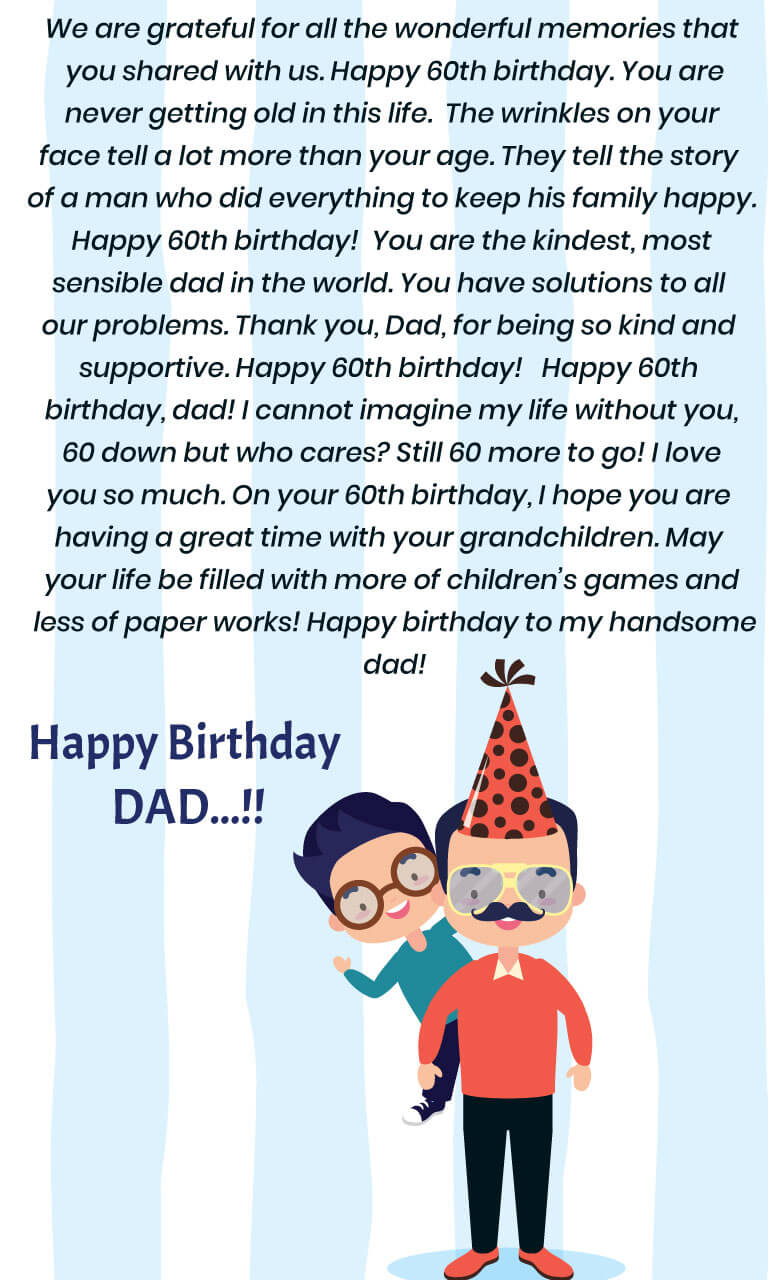 We are grateful for all the wonderful memories that
you shared with us. Happy 60th birthday. You are
never getting old in this life.  The wrinkles on your
face tell a lot more than your age. They tell the story
of a man who did everything to keep his family happy.
Happy 60th birthday!  You are the kindest, most
sensible dad in the world. You have solutions to all
our problems. Thank you, Dad, for being so kind and
supportive. Happy 60th birthday!   Happy 60th
birthday, dad! I cannot imagine my life without you,
60 down but who cares? Still 60 more to go! I love
you so much. On your 60th birthday, I hope you are
having a great time with your grandchildren. May
your life be filled with more of children's games and
less of paper works! Happy birthday to my handsome
dad!
Happy Birthday
DAD...!!